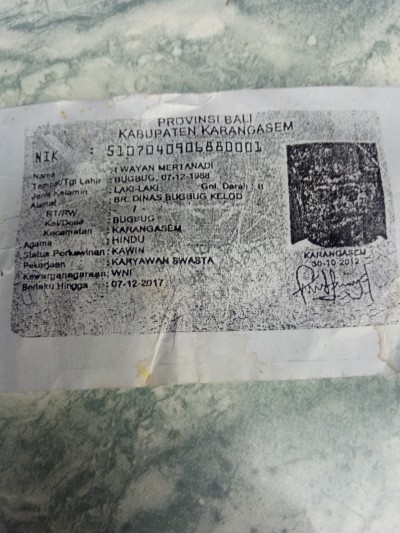 PROVINSI BALI
KABUPATEN KARANGASEM
NIK : 5107040906880001
Nama : I WAYAN MERTANADI
Tempat/Tgl Lahir : BUGBUG, 07-12-1988
Jenis Kelamin : LAKI-LAKI Gol. Darah :
Alamat : BR. DINAS BUGBUG KELOD
RT/RW : /
Kel/Desa : BUGBUG
Kecamatan : KARANGASEM
Agama : HINDU
Status Perkawinan : KAWIN
Pekerjaan : KARYAWAN SWASTA
Kewarganegaraan : WNI
Berlaku Hingga : 07-12-2017
KARANGASEM
30-10-2012